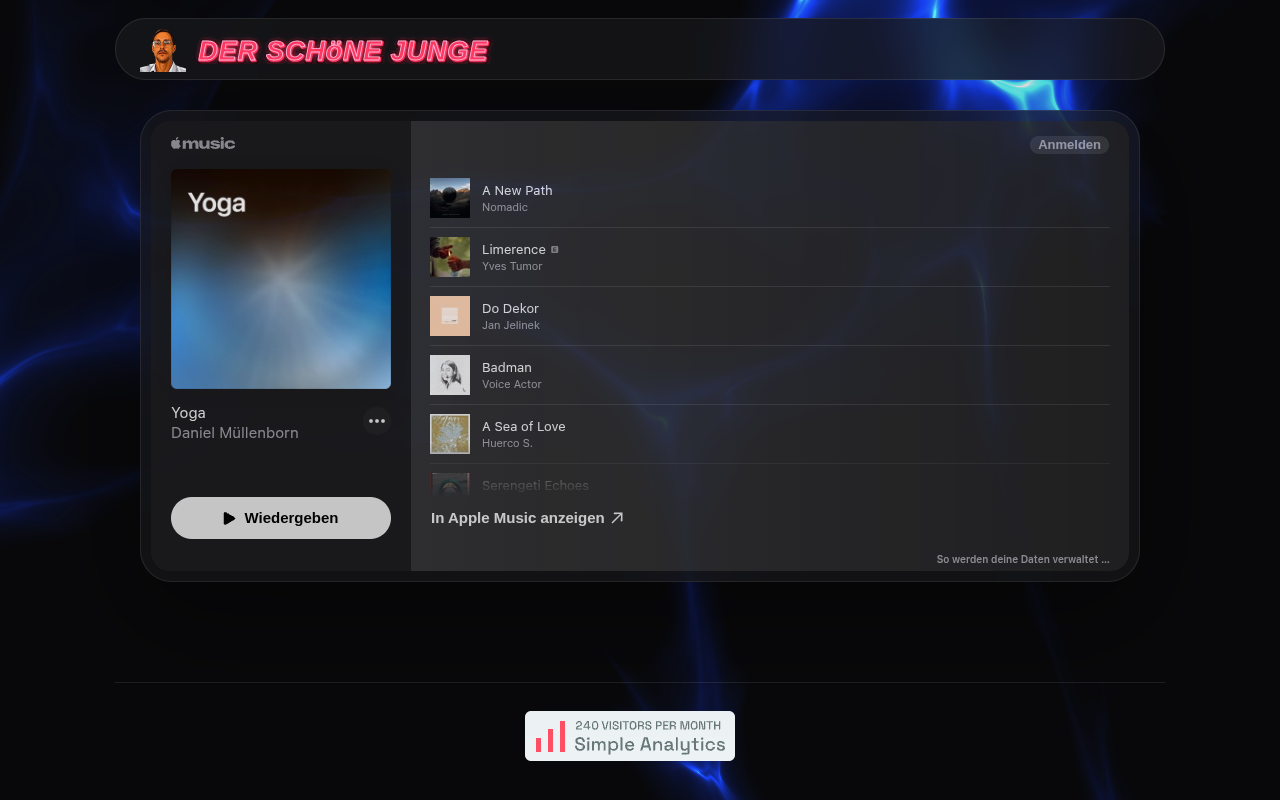 DER SCHöNE JUNGE
music
Anmelden
Yoga
A New Path
Nomadic
Limerence E
Yves Tumor
Do Dekor
Jan Jelinek
Badman
Voice Actor
A Sea of Love
Huerco S.
Serengeti Echoes
Yoga
Daniel Müllenborn
Wiedergeben
In Apple Music anzeigen
So werden deine Daten verwaltet ...
240 VISITORS PER MONTH
Simple Analytics